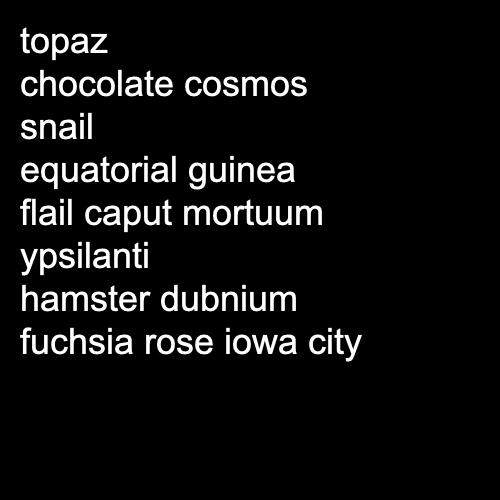 topaz
chocolate cosmos
snail
equatorial guinea
flail caput mortuum
ypsilanti
hamster dubnium
fuchsia rose iowa city